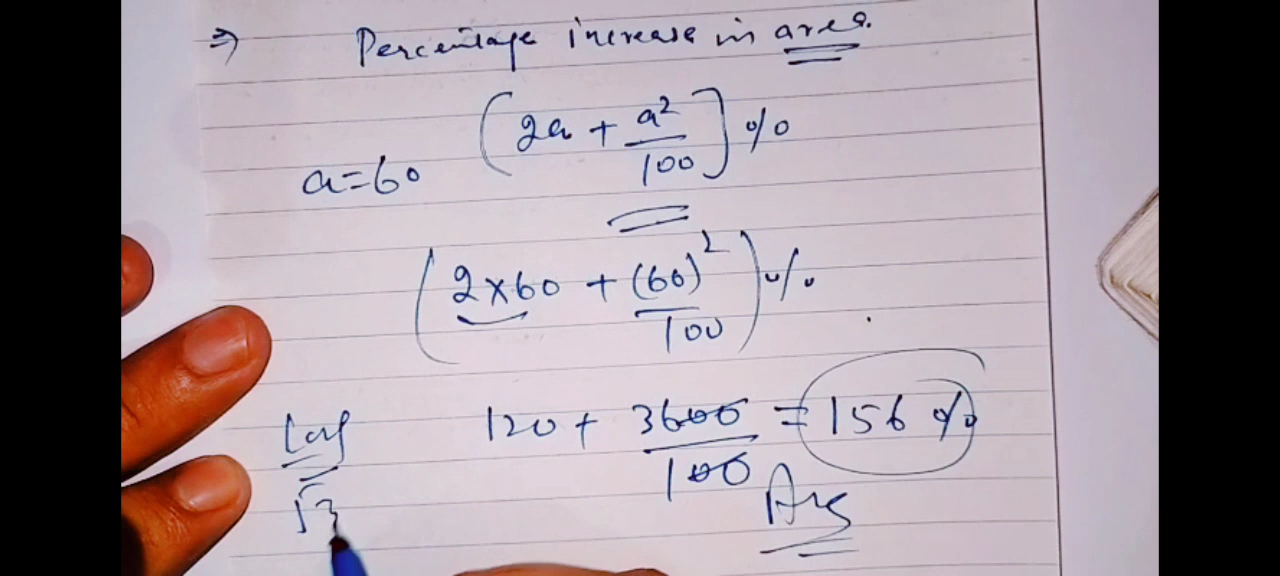 ⇒ Percentage increase in area.
(2a + a²/100)%
a=60
(2×60 + (60)²/100)%
120 + 3600/100 = 156%
Ans